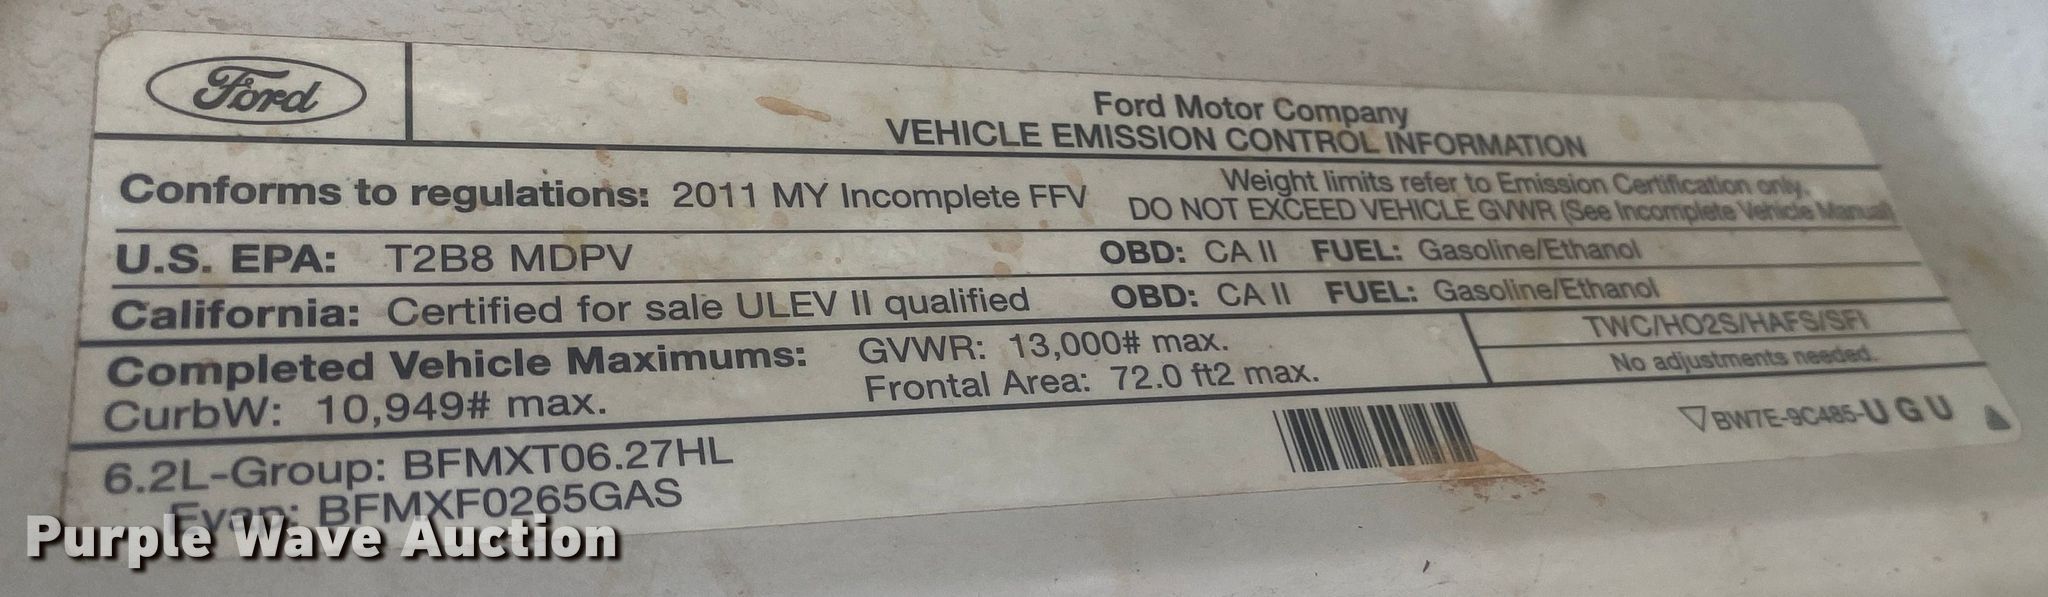 Ford
Ford Motor Company
VEHICLE EMISSION CONTROL INFORMATION
Conforms to regulations: 2011 MY Incomplete FFV
Weight limits refer to Emission Certification only.
DO NOT EXCEED VEHICLE GVWR (See Incomplete Vehicle Manual)
U.S. EPA: T2B8 MDPV OBD: CA II FUEL: Gasoline/Ethanol
California: Certified for sale ULEV II qualified OBD: CA II FUEL: Gasoline/Ethanol
Completed Vehicle Maximums: GVWR: 13,000# max.
CurbW: 10,949# max. Frontal Area: 72.0 ft2 max.
TWC/HO2S/HAFS/SFI
No adjustments needed.
6.2L-Group: BFMXT06.27HL
Evap: BFMXF0265GAS
BW7E-9C485-UGU
Purple Wave Auction